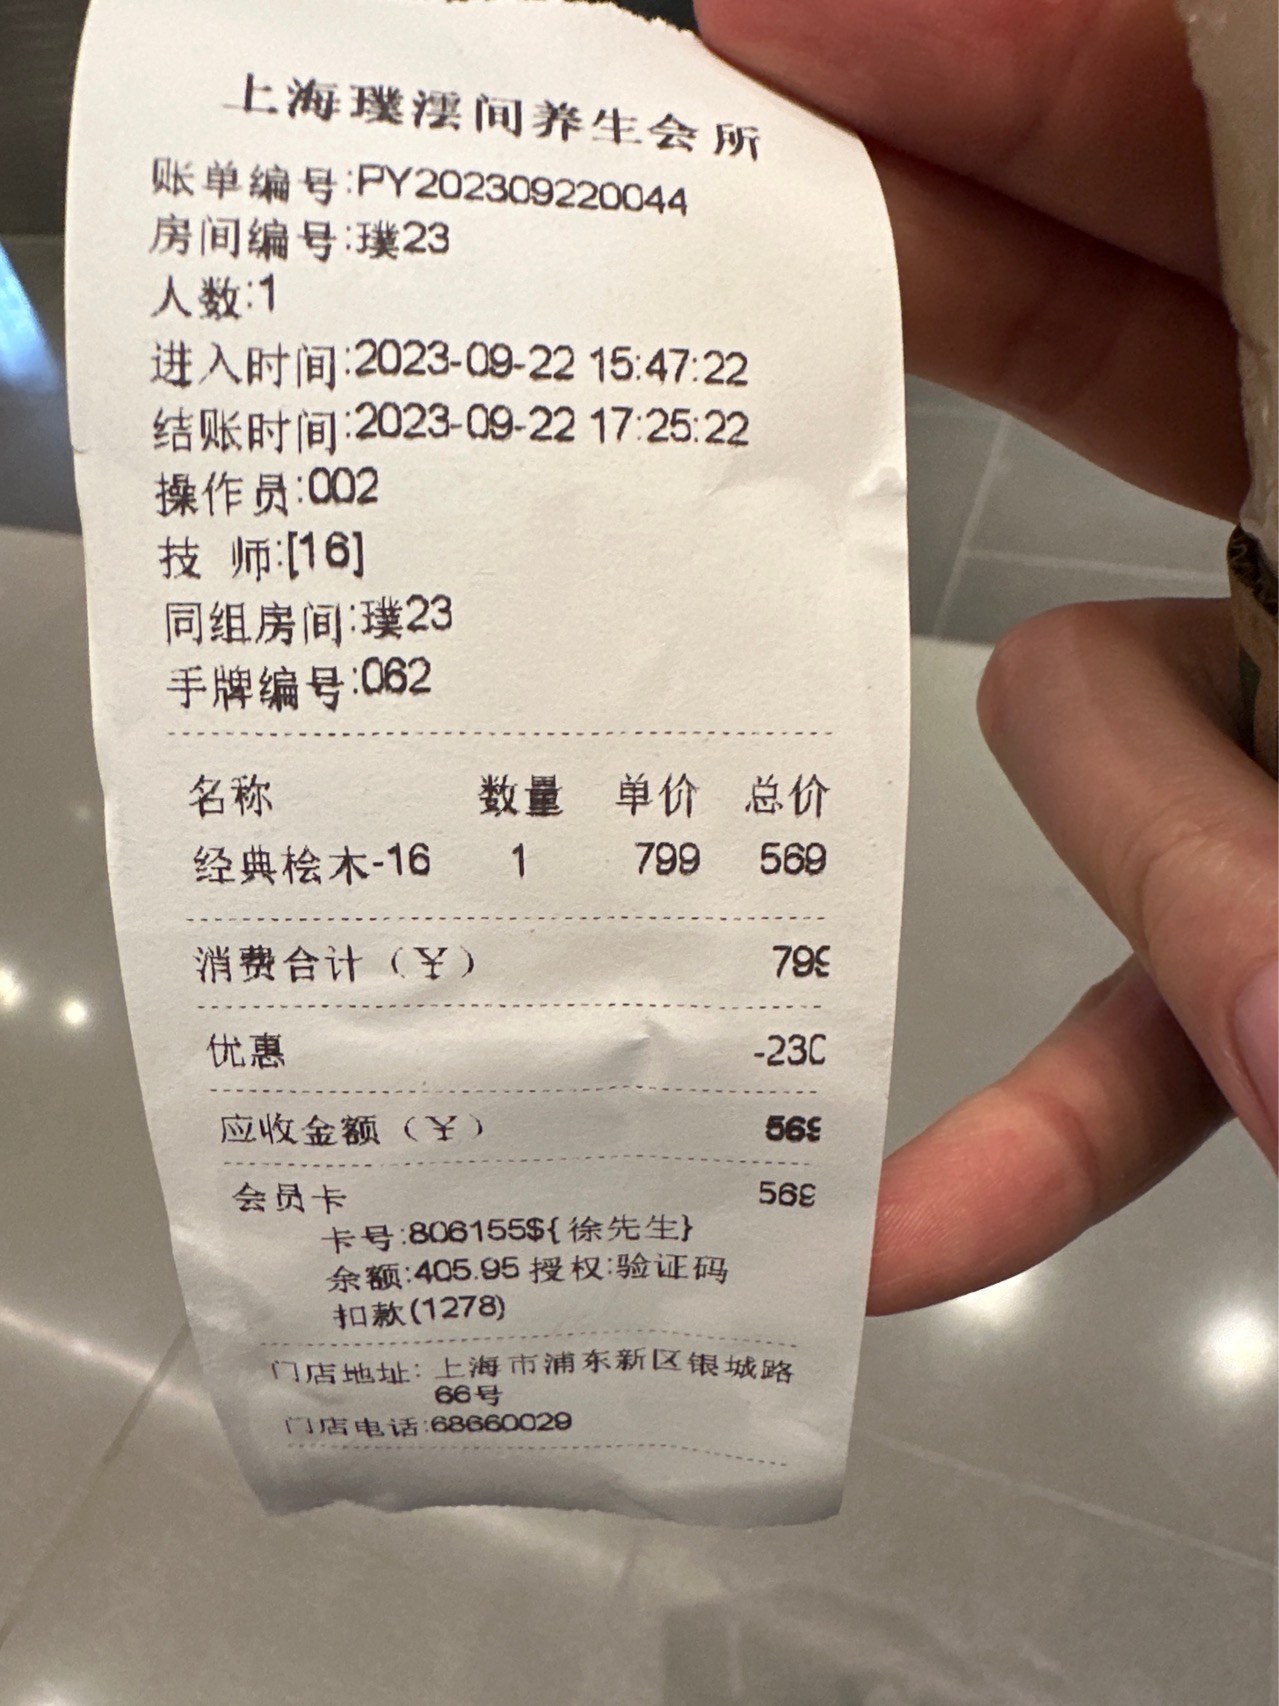 上海璞澐间养生会所
账单编号:PY202309220044
房间编号:璞23
人数:1
进入时间:2023-09-22 15:47:22
结账时间:2023-09-22 17:25:22
操作员:002
技 师:[16]
同组房间:璞23
手牌编号:062
名称 数量 单价 总价
经典桧木-16 1 799 569
消费合计（¥） 799
优惠 -230
应收金额（¥） 569
会员卡 569
卡号:806155${徐先生}
余额:405.95 授权:验证码
扣款(1278)
门店地址: 上海市浦东新区银城路
66号
门店电话:68660029